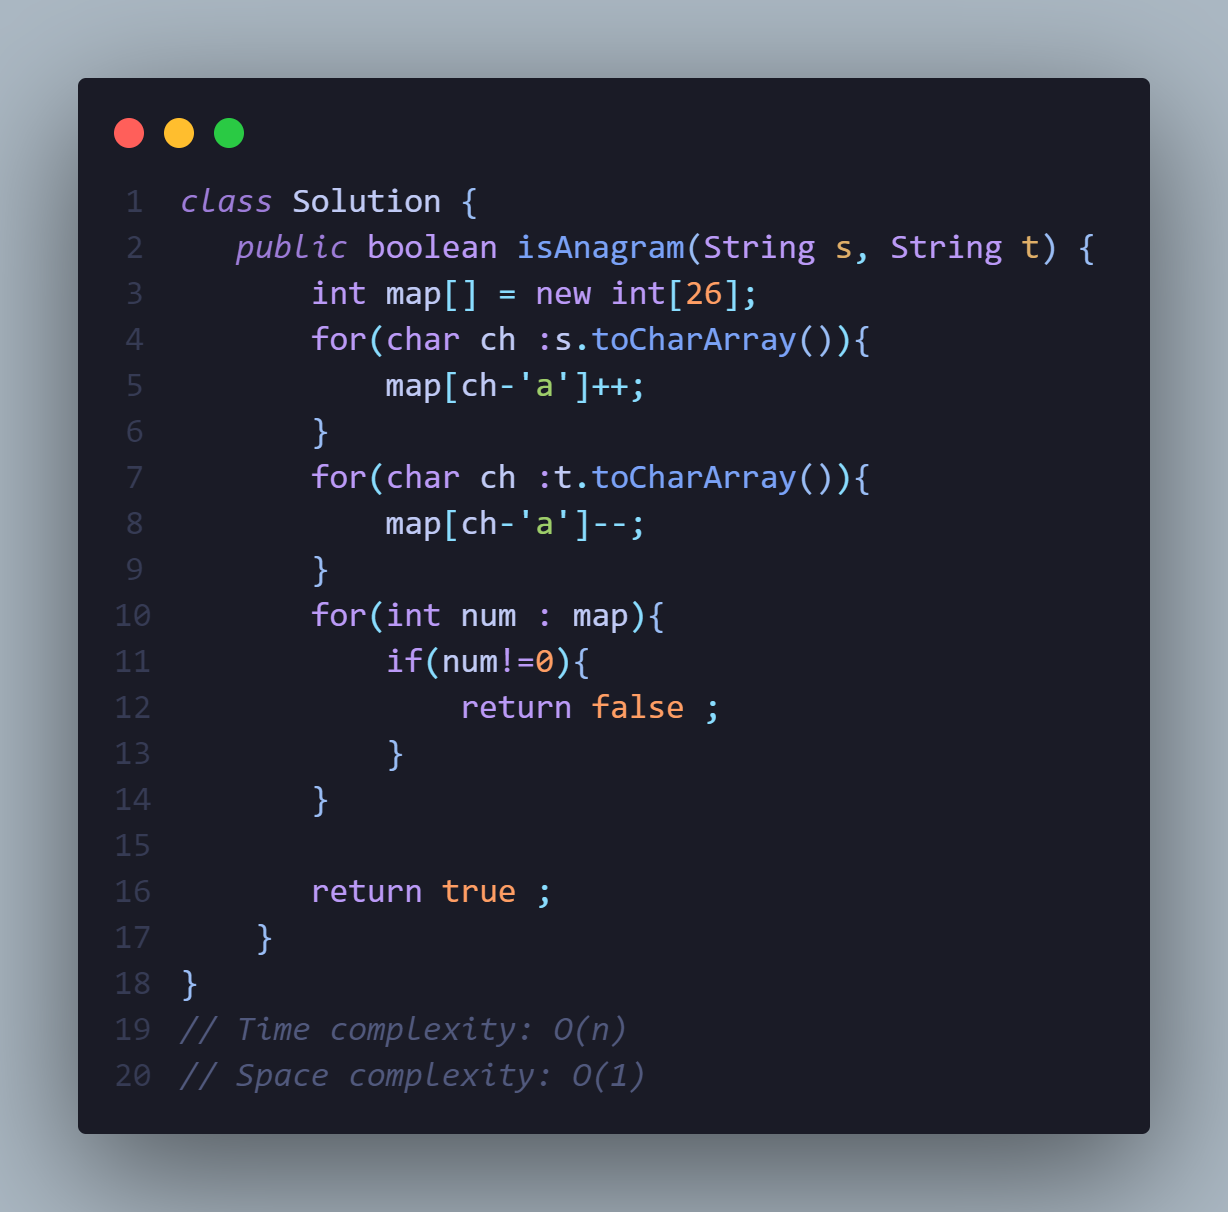 1 class Solution {
2    public boolean isAnagram(String s, String t) {
3        int map[] = new int[26];
4        for(char ch :s.toCharArray()){
5            map[ch-'a']++;
6        }
7        for(char ch :t.toCharArray()){
8            map[ch-'a']--;
9        }
10        for(int num : map){
11            if(num!=0){
12                return false ;
13            }
14        }
15
16        return true ;
17     }
18 }
19 // Time complexity: O(n)
20 // Space complexity: O(1)